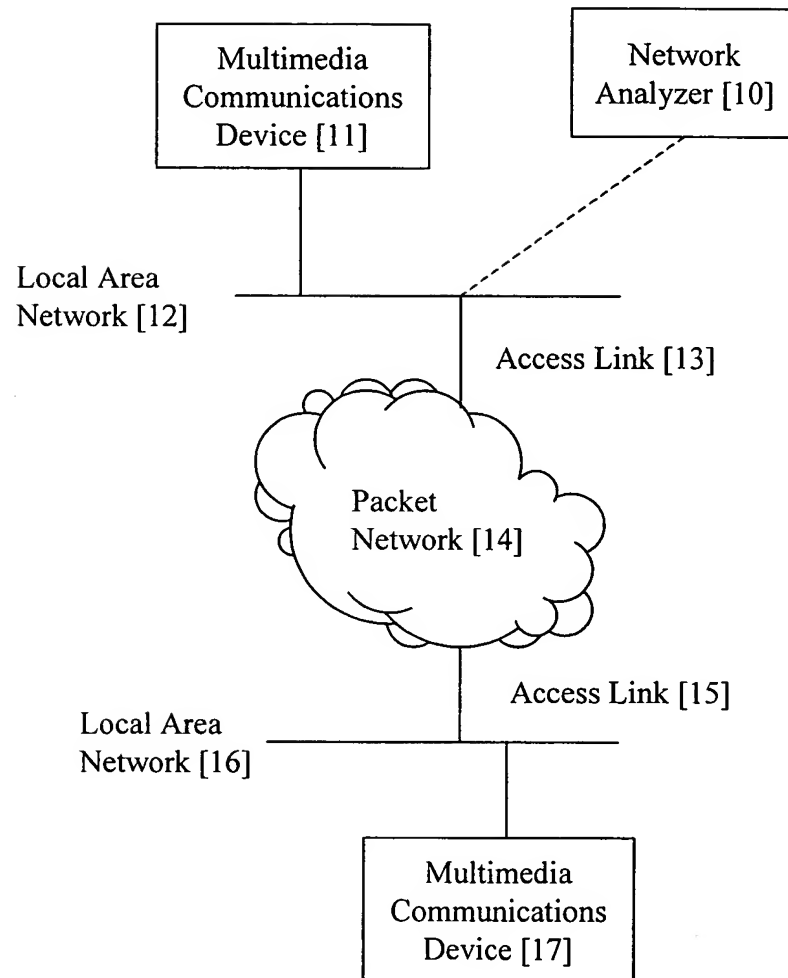 Multimedia
Communications
Device [11]
Network
Analyzer [10]
Local Area
Network [12]
Access Link [13]
Packet
Network [14]
Access Link [15]
Local Area
Network [16]
Multimedia
Communications
Device [17]